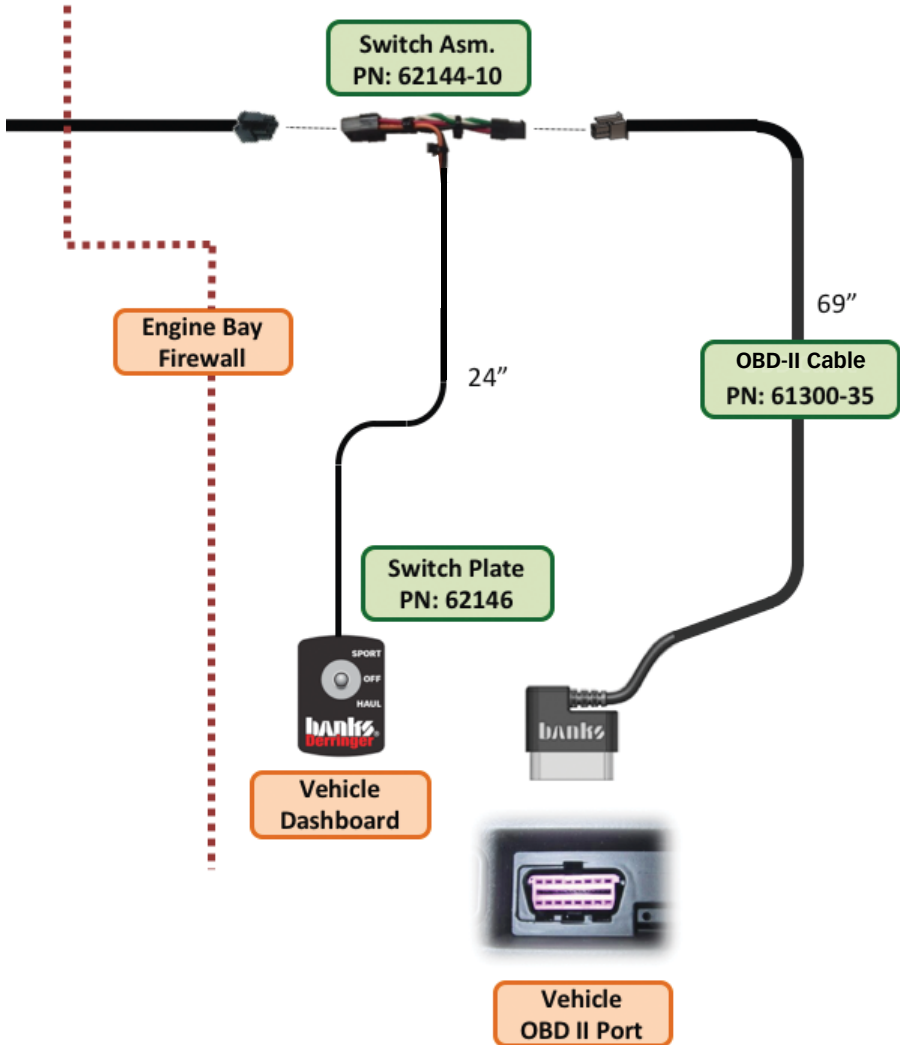 Switch Asm.
PN: 62144-10
Engine Bay
Firewall
69”
OBD-II Cable
PN: 61300-35
24”
Switch Plate
PN: 62146
SPORT
OFF
HAUL
banks®
Derringer
banks
Vehicle
Dashboard
Vehicle
OBD II Port